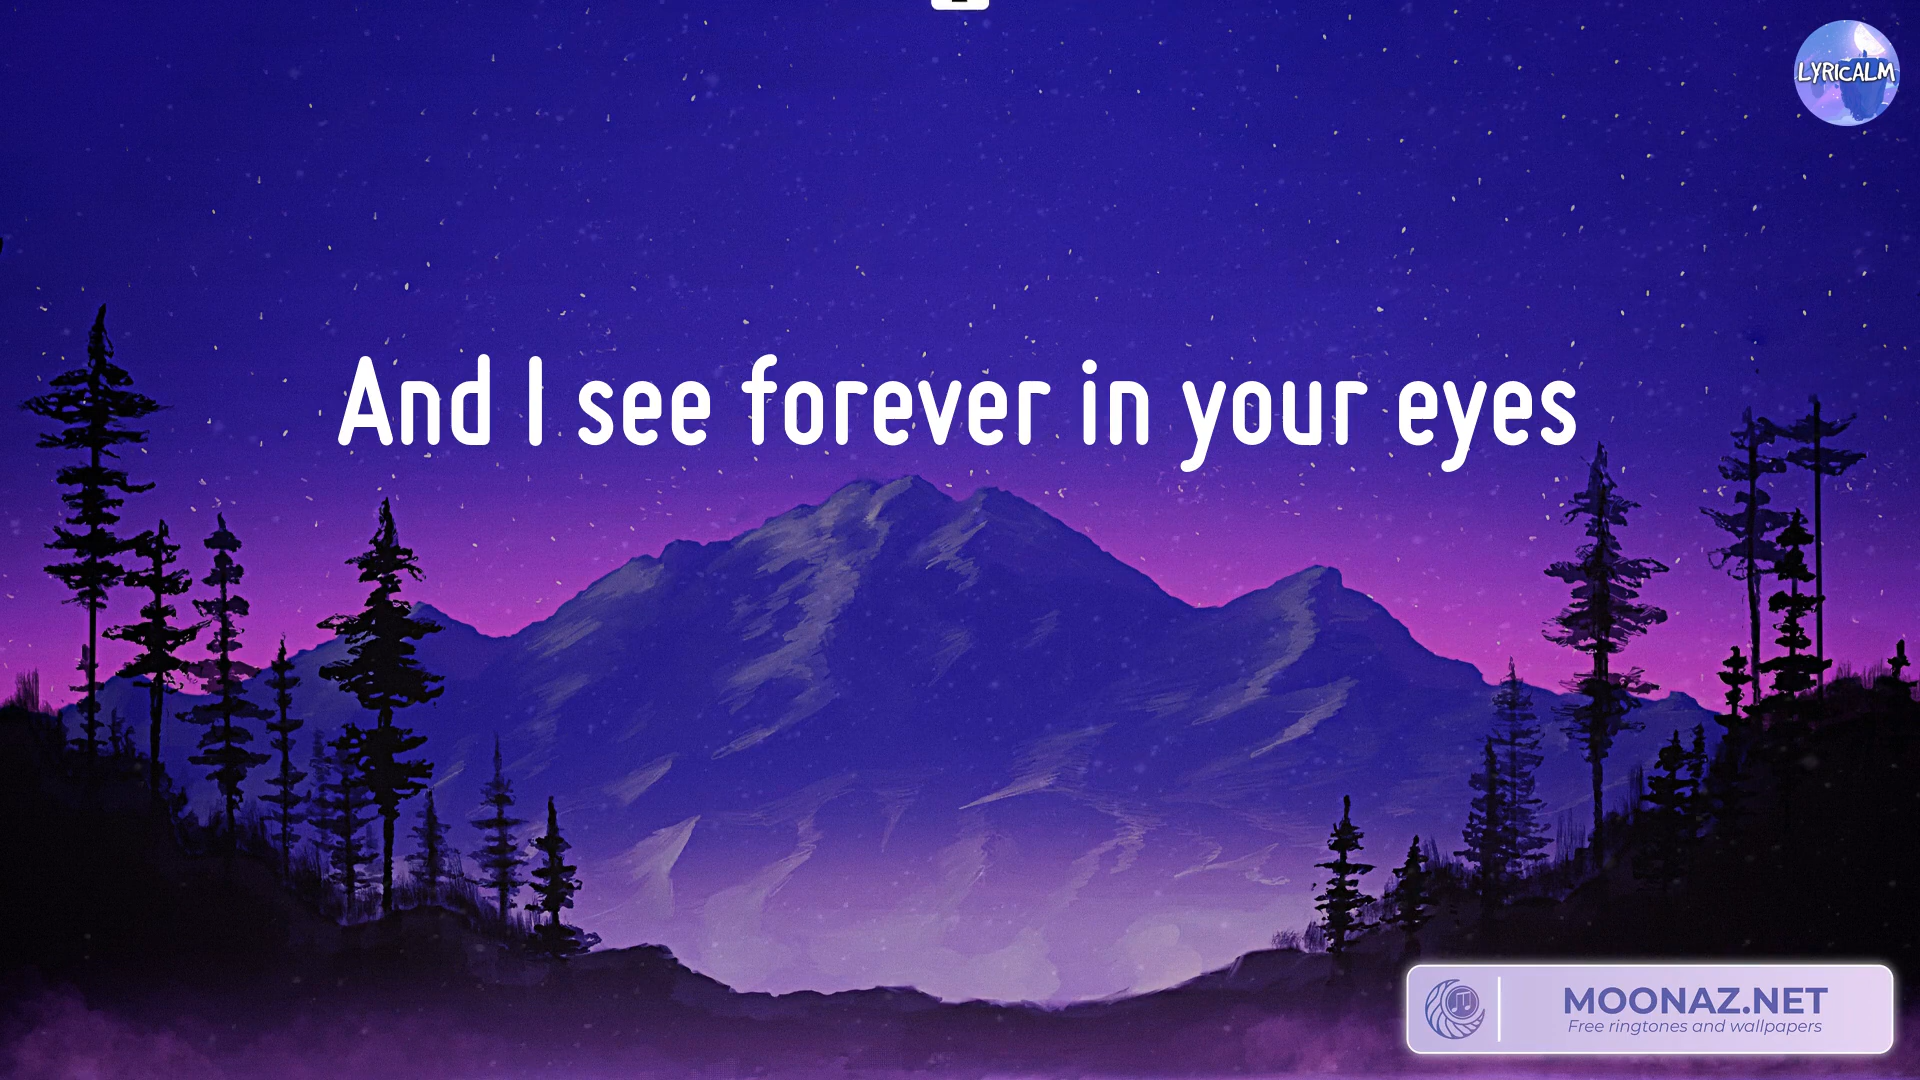 LYRICALM
And I see forever in your eyes
MOONAZ.NET
Free ringtones and wallpapers